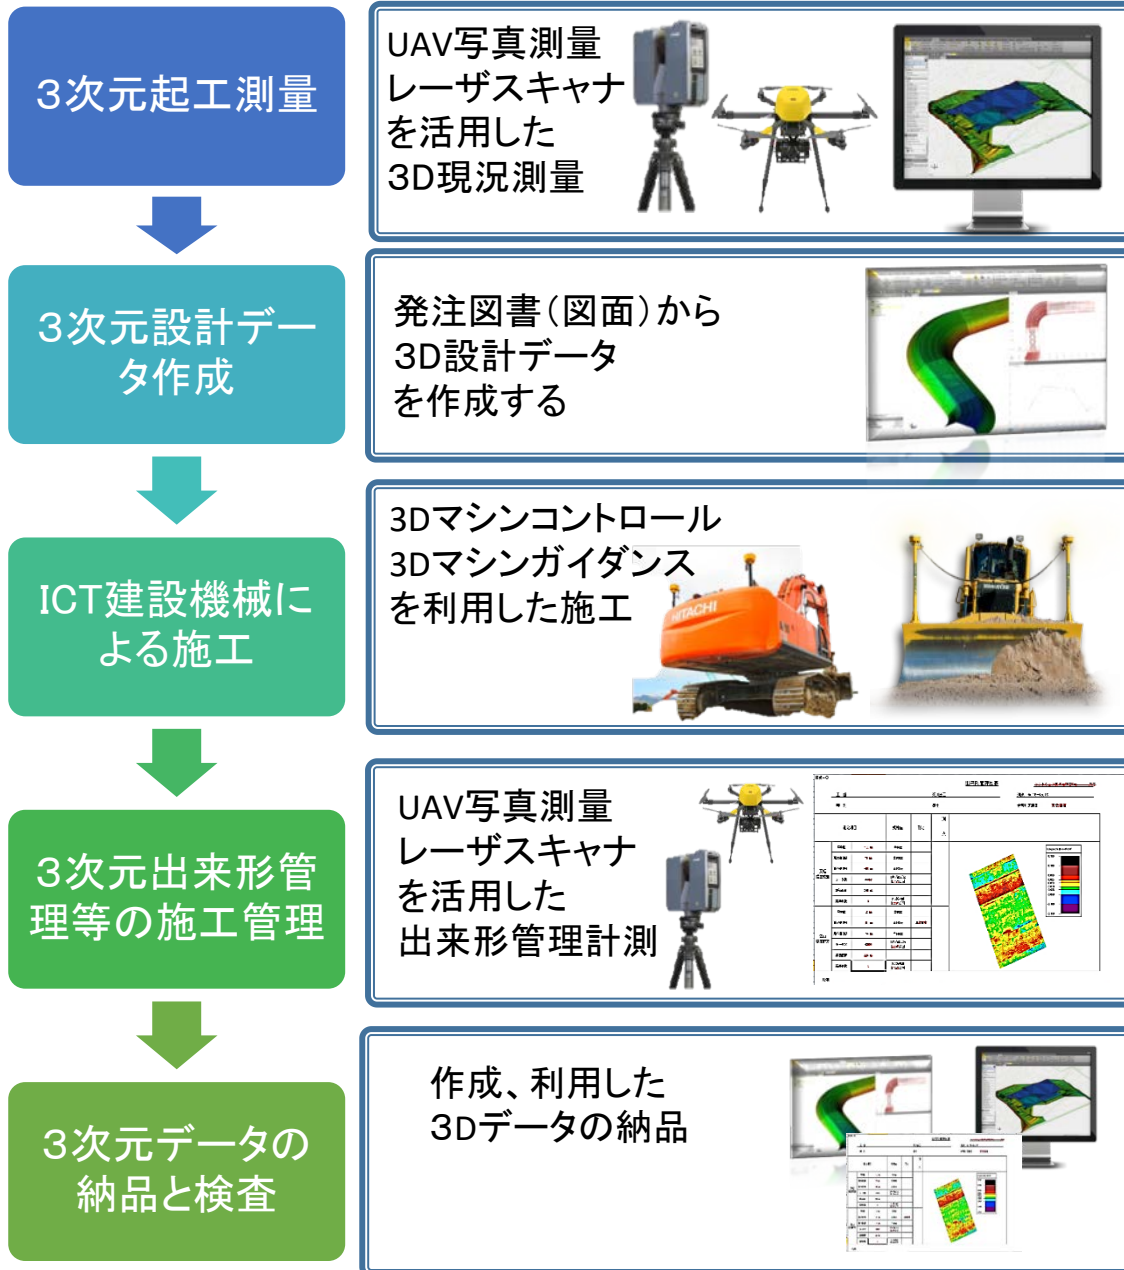 3次元起工測量
UAV写真測量
レーザスキャナ
を活用した
3D現況測量
3次元設計デー
タ作成
発注図書(図面)から
3D設計データ
を作成する
ICT建設機械に
よる施工
3Dマシンコントロール
3Dマシンガイダンス
を利用した施工
HITACHI
3次元出来形管
理等の施工管理
UAV写真測量
レーザスキャナ
を活用した
出来形管理計測
3次元データの
納品と検査
作成、利用した
3Dデータの納品